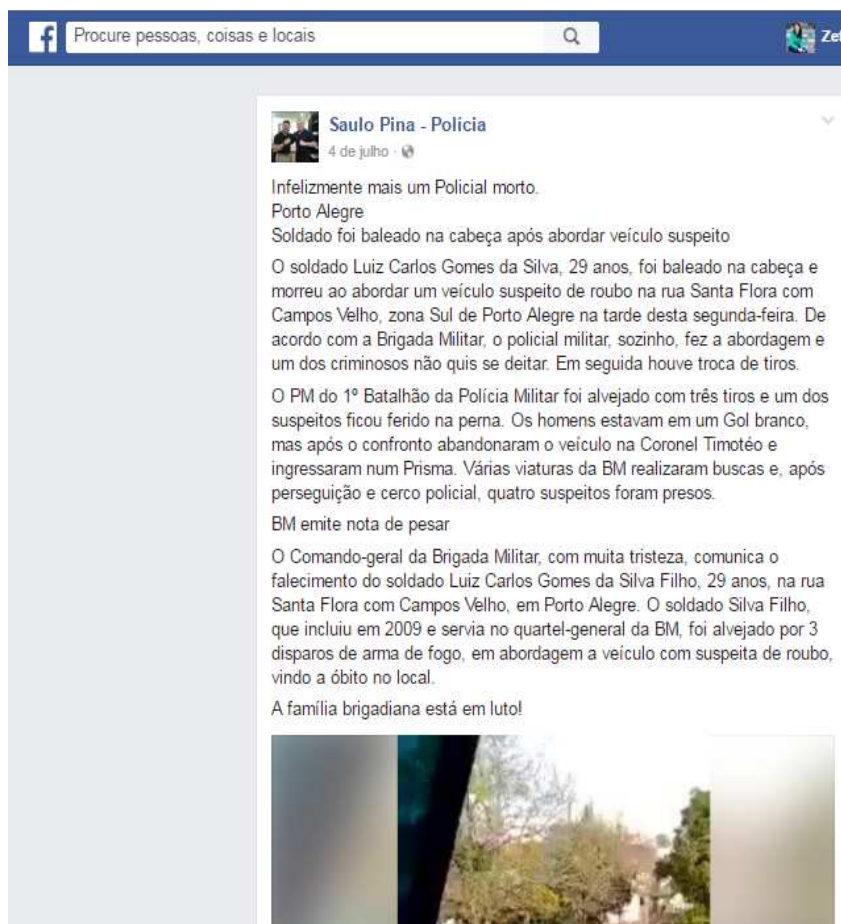 f
Procure pessoas, coisas e locais
Saulo Pina - Polícia
4 de julho ·
Infelizmente mais um Policial morto.
Porto Alegre
Soldado foi baleado na cabeça após abordar veículo suspeito
O soldado Luiz Carlos Gomes da Silva, 29 anos, foi baleado na cabeça e
morreu ao abordar um veículo suspeito de roubo na rua Santa Flora com
Campos Velho, zona Sul de Porto Alegre na tarde desta segunda-feira. De
acordo com a Brigada Militar, o policial militar, sozinho, fez a abordagem e
um dos criminosos não quis se deitar. Em seguida houve troca de tiros.
O PM do 1º Batalhão da Polícia Militar foi alvejado com três tiros e um dos
suspeitos ficou ferido na perna. Os homens estavam em um Gol branco,
mas após o confronto abandonaram o veículo na Coronel Timotéo e
ingressaram num Prisma. Várias viaturas da BM realizaram buscas e, após
perseguição e cerco policial, quatro suspeitos foram presos.
BM emite nota de pesar
O Comando-geral da Brigada Militar, com muita tristeza, comunica o
falecimento do soldado Luiz Carlos Gomes da Silva Filho, 29 anos, na rua
Santa Flora com Campos Velho, em Porto Alegre. O soldado Silva Filho,
que incluiu em 2009 e servia no quartel-general da BM, foi alvejado por 3
disparos de arma de fogo, em abordagem a veículo com suspeita de roubo,
vindo a óbito no local.
A família brigadiana está em luto!